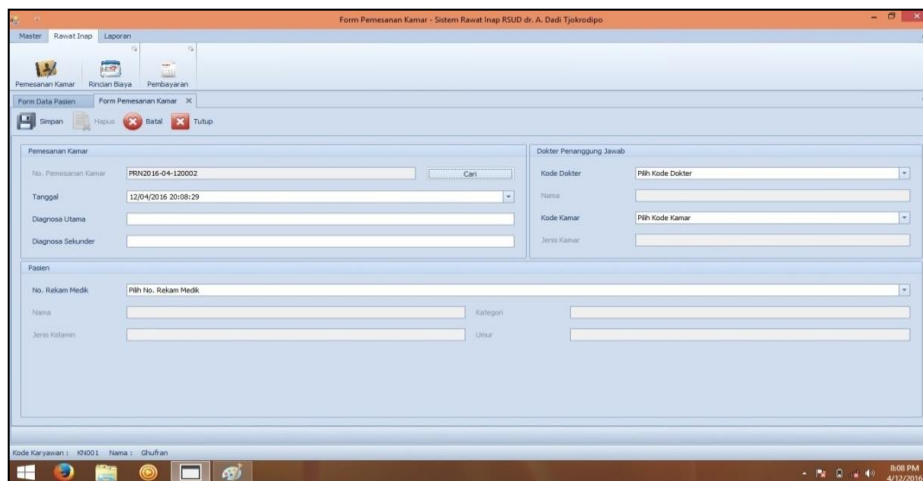 Form Pemesanan Kamar - Sistem Rawat Inap RSUD dr. A. Dadi Tjokrodipo
Master Rawat Inap Laporan
Pemesanan Kamar Rincian Biaya Pembayaran
Form Data Pasien Form Pemesanan Kamar
Simpan Hapus Batal Tutup
Pemesanan Kamar
No. Pemesanan Kamar PRN2016-04-120002 Cari
Tanggal 12/04/2016 20:08:29
Diagnosa Utama
Diagnosa Sekunder
Dokter Penanggung Jawab
Kode Dokter Pilih Kode Dokter
Nama
Kode Kamar Pilih Kode Kamar
Jenis Kamar
Pasien
No. Rekam Medik Pilih No. Rekam Medik
Nama Kategori
Jenis Kelamin Umur
Kode Karyawan : KN001 Nama : Ghufran
8:08 PM
4/12/2016